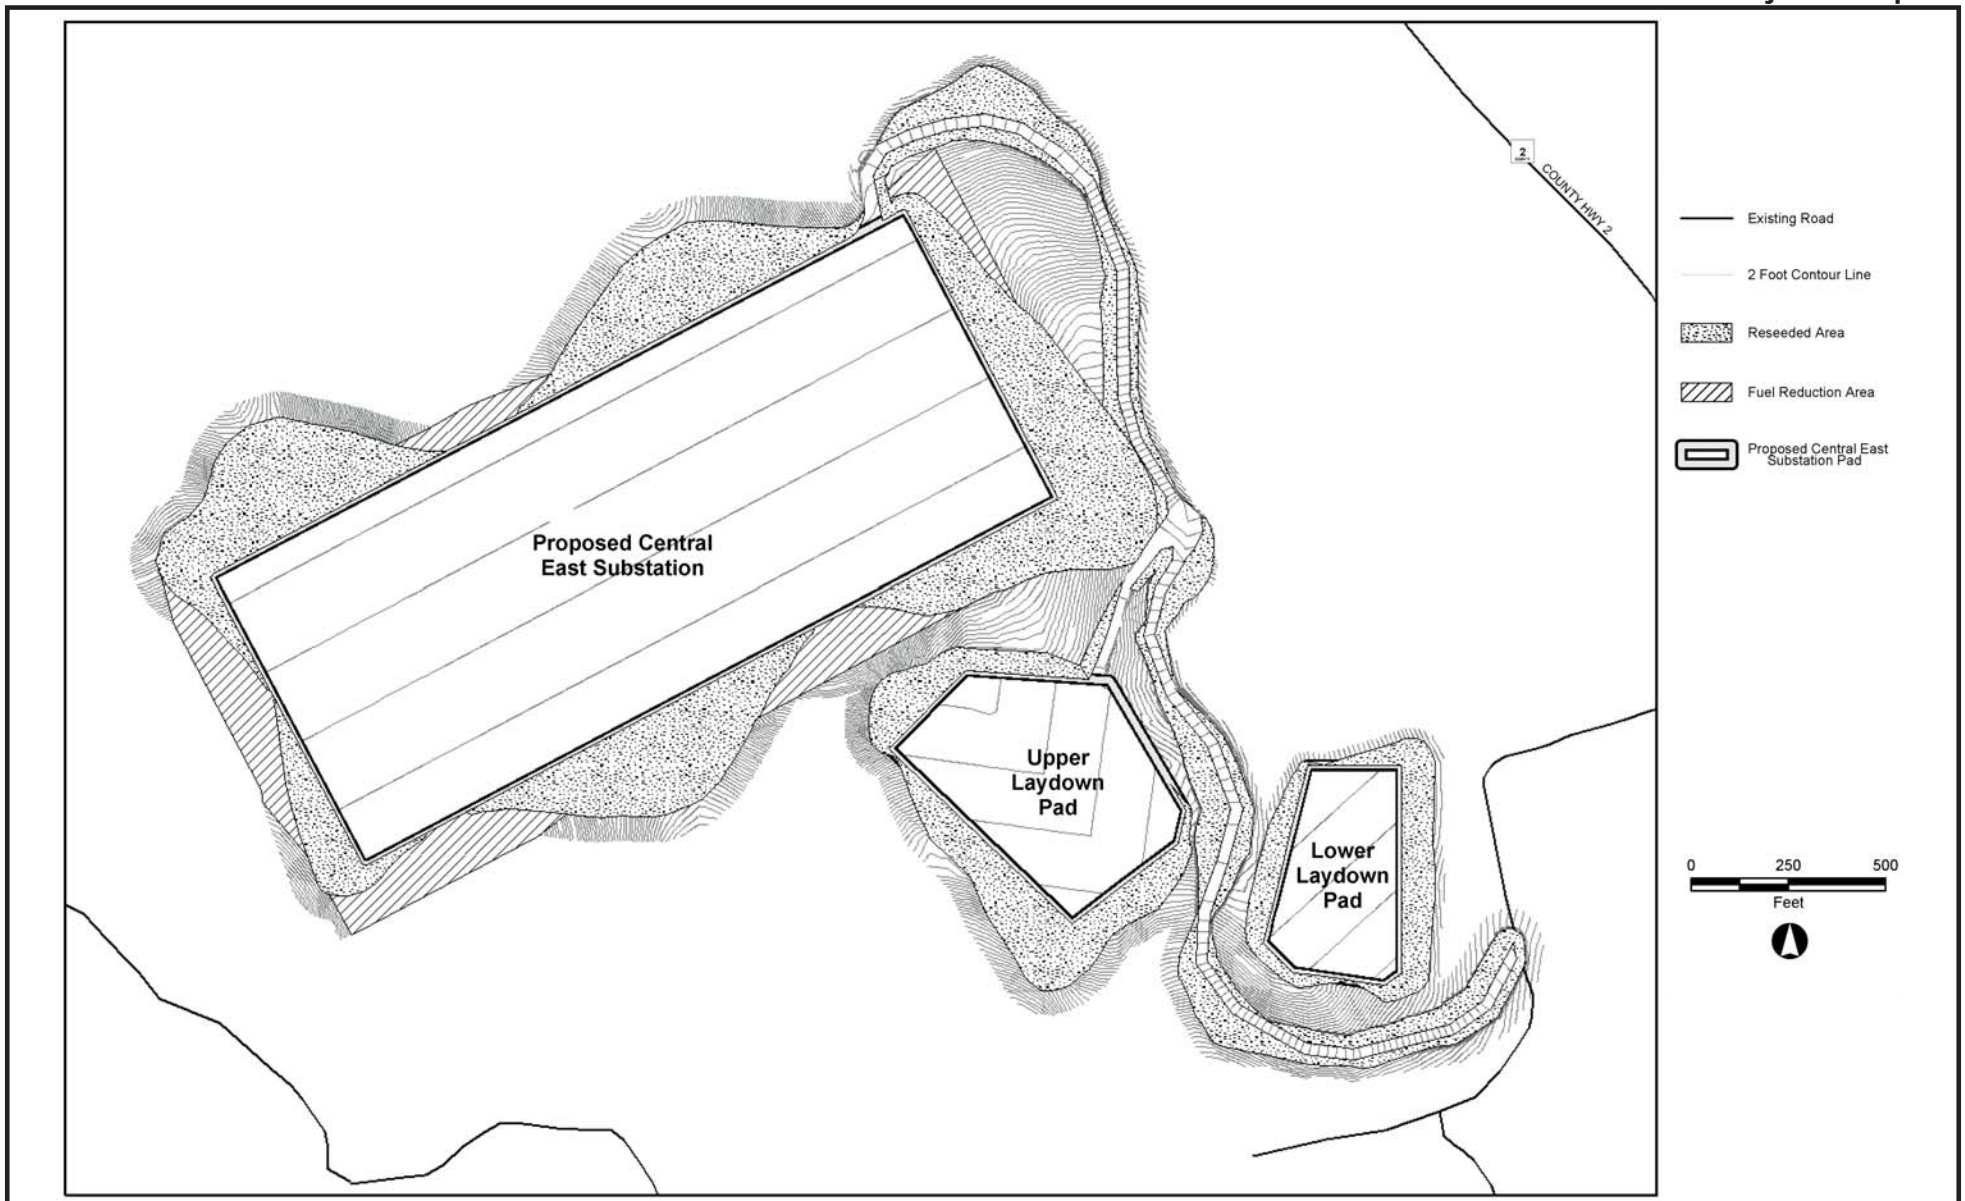 2
COUNTY HWY 2
Existing Road
2 Foot Contour Line
Reseeded Area
Fuel Reduction Area
Proposed Central East
Substation Pad
Proposed Central
East Substation
Upper
Laydown
Pad
Lower
Laydown
Pad
0 250 500
Feet